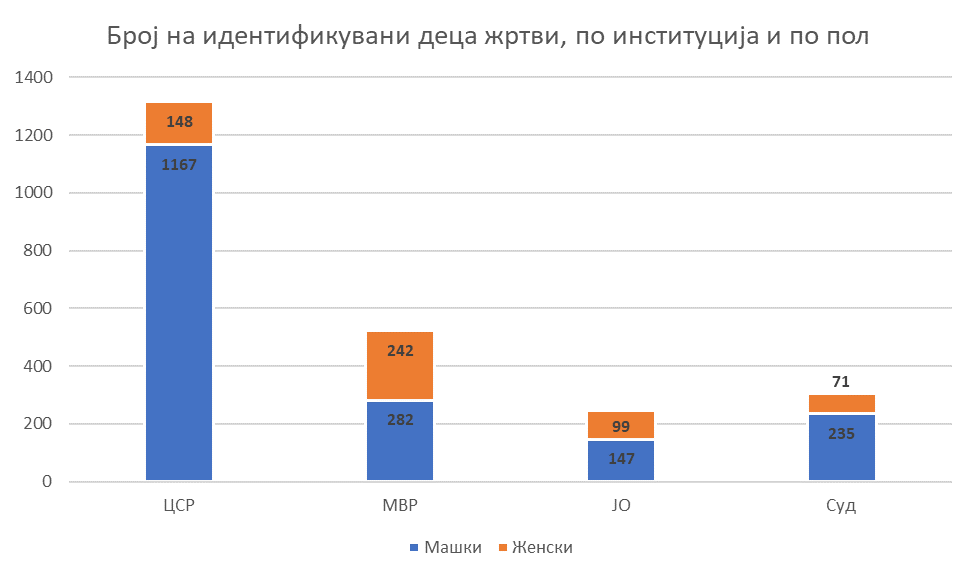 Број на идентификувани деца жртви, по институција и по пол
1400
1200
1000
800
600
400
200
0
148
1167
242
282
99
147
71
235
ЦСР
МВР
ЈО
Суд
Машки
Женски